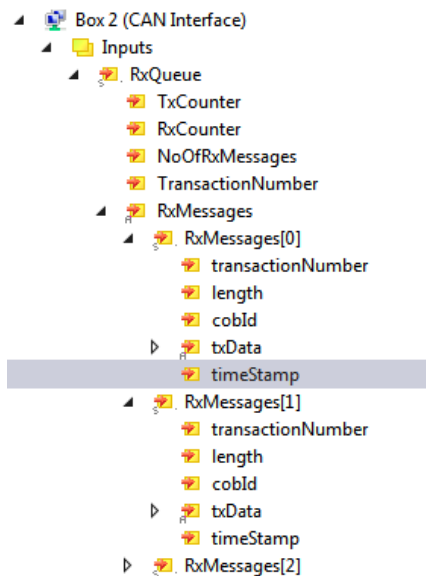 Box 2 (CAN Interface)
Inputs
RxQueue
TxCounter
RxCounter
NoOfRxMessages
TransactionNumber
RxMessages
RxMessages[0]
transactionNumber
length
cobId
txData
timeStamp
RxMessages[1]
transactionNumber
length
cobId
txData
timeStamp
RxMessages[2]